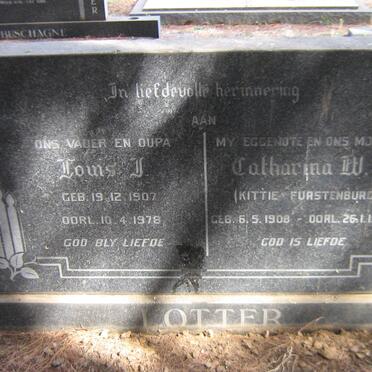 BUSCHAGNE
In liefdevolle herinnering
AAN
ONS VADER EN OUPA
Louis J.
GEB. 19.12.1907
OORL. 10.4.1978
GOD BLY LIEFDE
MY EGGENOTE EN ONS
Catharina W.
(KITTIE FURSTENBURG
GEB. 6.5.1908 - OORL. 26.1.1
GOD IS LIEFDE
LOTTER